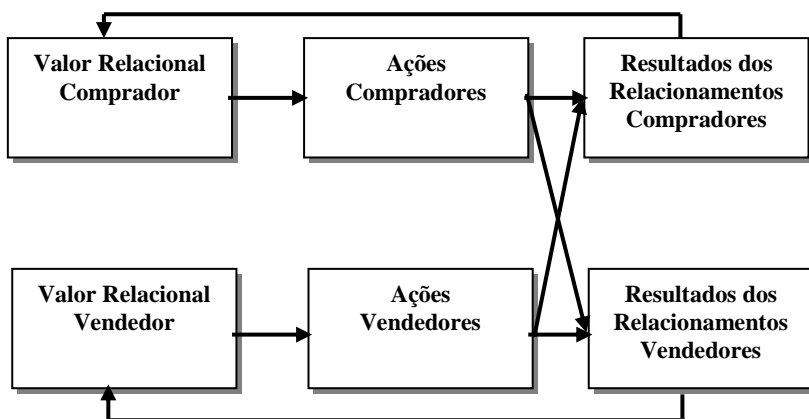 Valor Relacional
Comprador
Ações
Compradores
Resultados dos
Relacionamentos
Compradores
Valor Relacional
Vendedor
Ações
Vendedores
Resultados dos
Relacionamentos
Vendedores